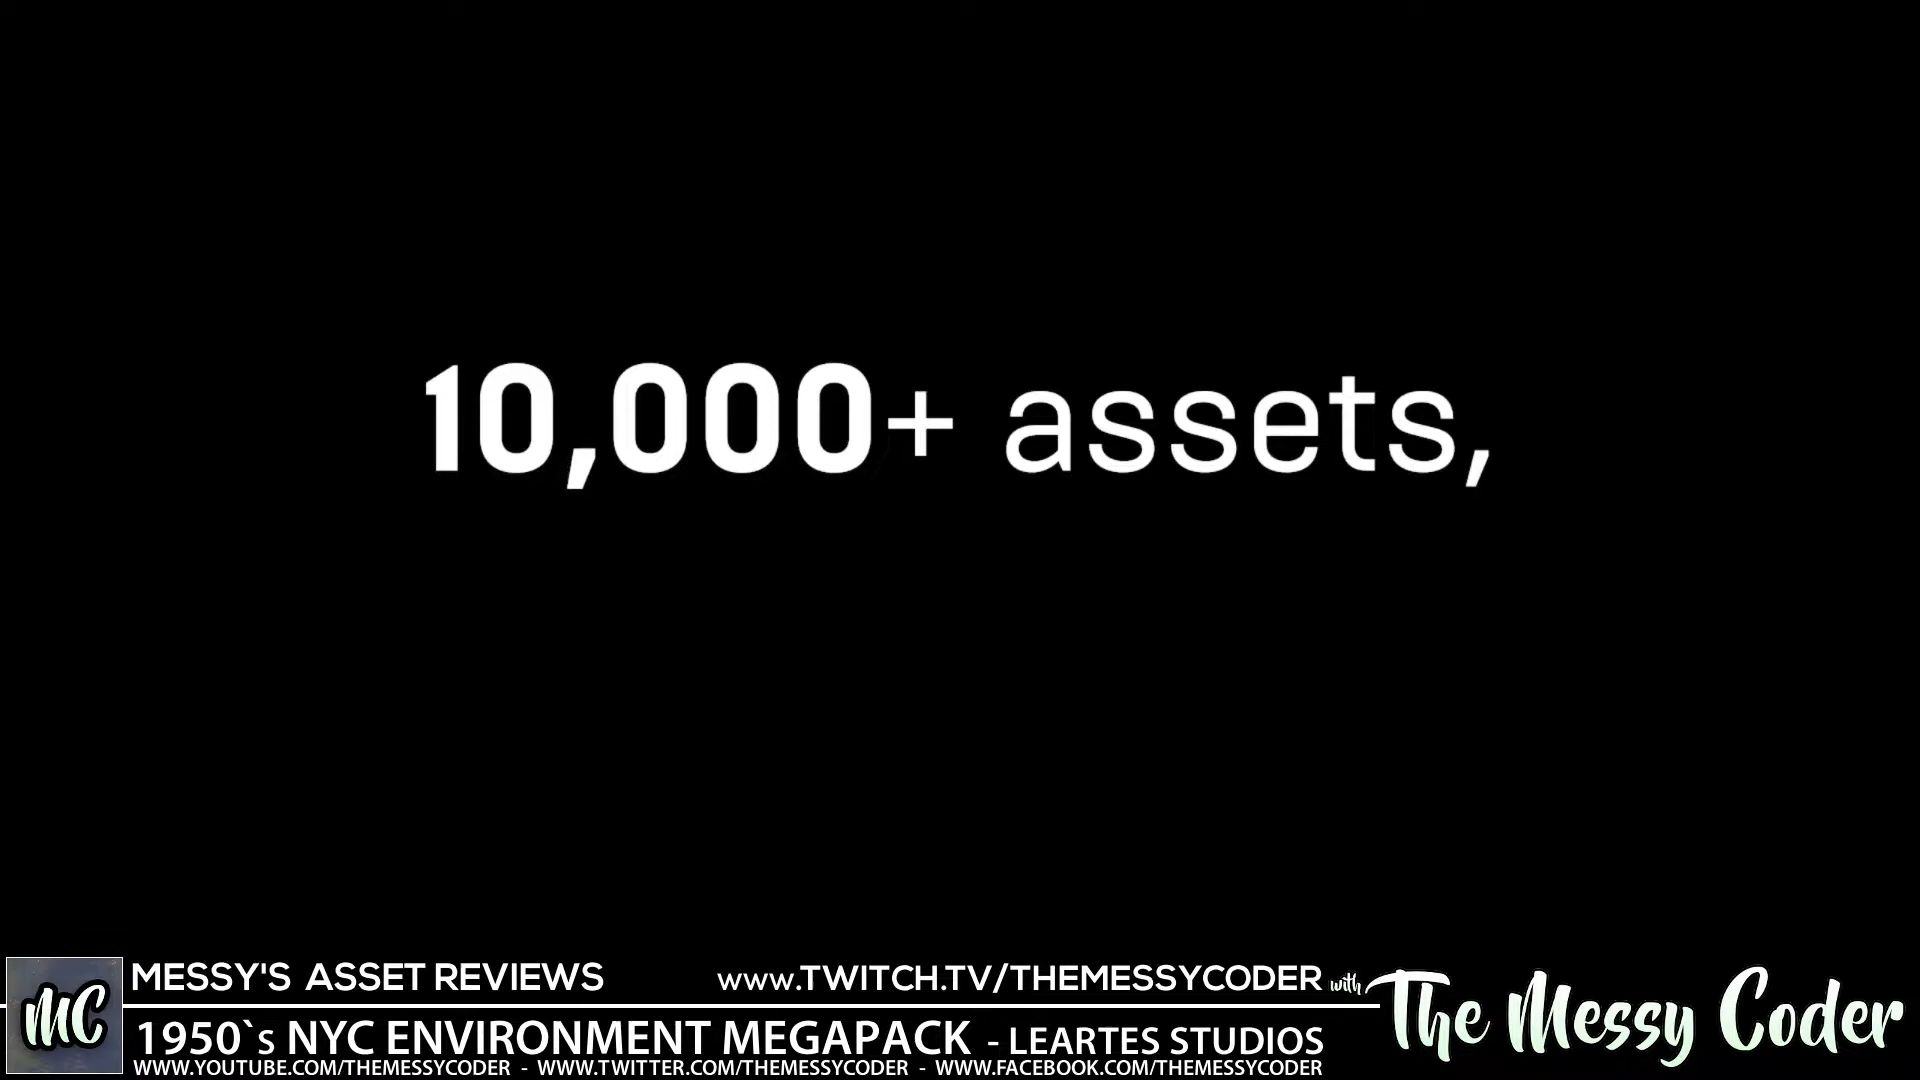 10,000+ assets,
MESSY'S ASSET REVIEWS
www.TWITCH.TV/THEMESSYCODER
with The Messy Coder
MC
1950`s NYC ENVIRONMENT MEGAPACK - LEARTES STUDIOS
WWW.YOUTUBE.COM/THEMESSYCODER - WWW.TWITTER.COM/THEMESSYCODER - WWW.FACEBOOK.COM/THEMESSYCODER